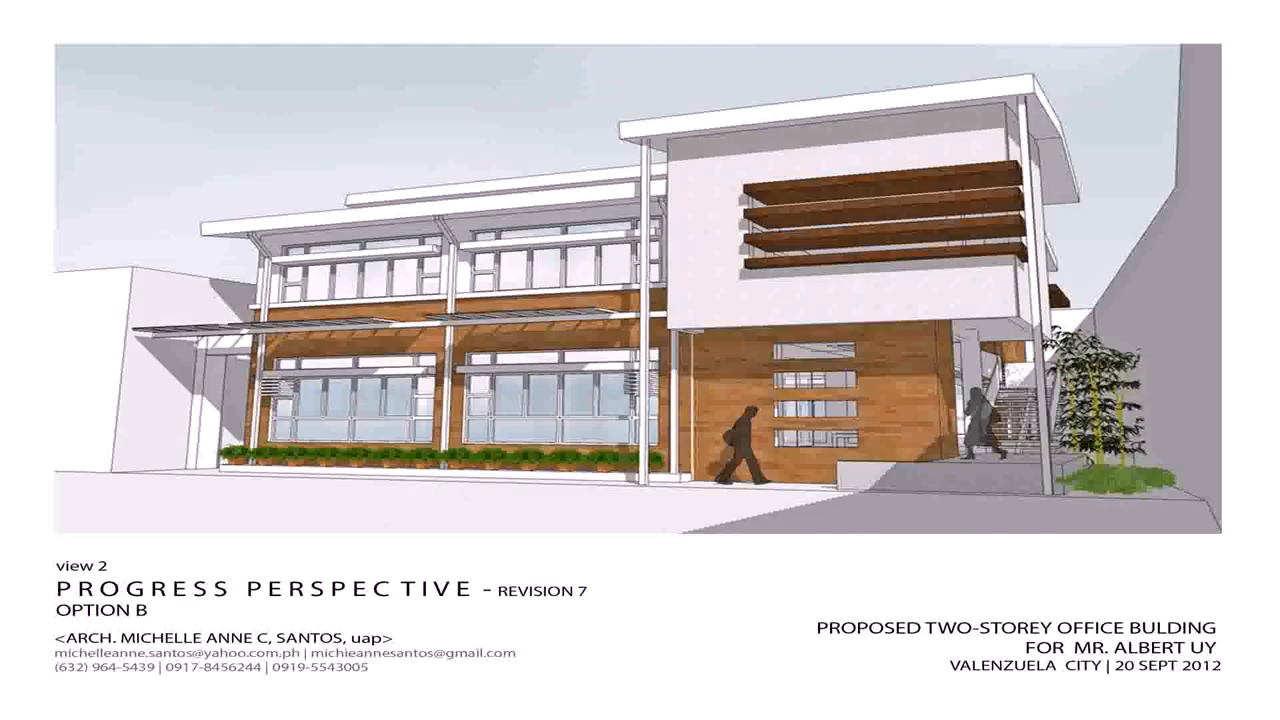 view 2
PROGRESS PERSPECTIVE - REVISION 7
OPTION B
<ARCH. MICHELLE ANNE C, SANTOS, uap>
michelleanne.santos@yahoo.com.ph | michieannesantos@gmail.com
(632) 964-5439 | 0917-8456244 | 0919-5543005
PROPOSED TWO-STOREY OFFICE BULDING
FOR MR. ALBERT UY
VALENZUELA CITY | 20 SEPT 2012